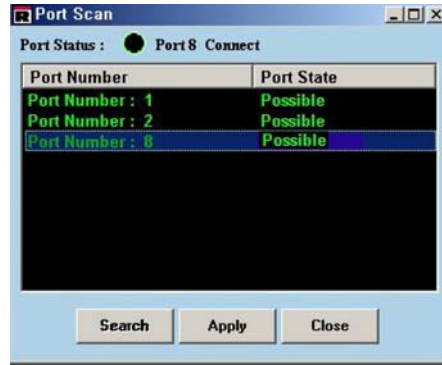 Port Scan
Port Status : Port 8 Connect
Port Number Port State
Port Number : 1 Possible
Port Number : 2 Possible
Port Number : 8 Possible
Search Apply Close